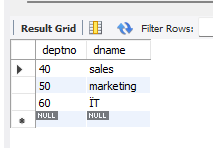 Result Grid Filter Rows:
deptno dname
40 sales
50 marketing
60 İT
NULL NULL